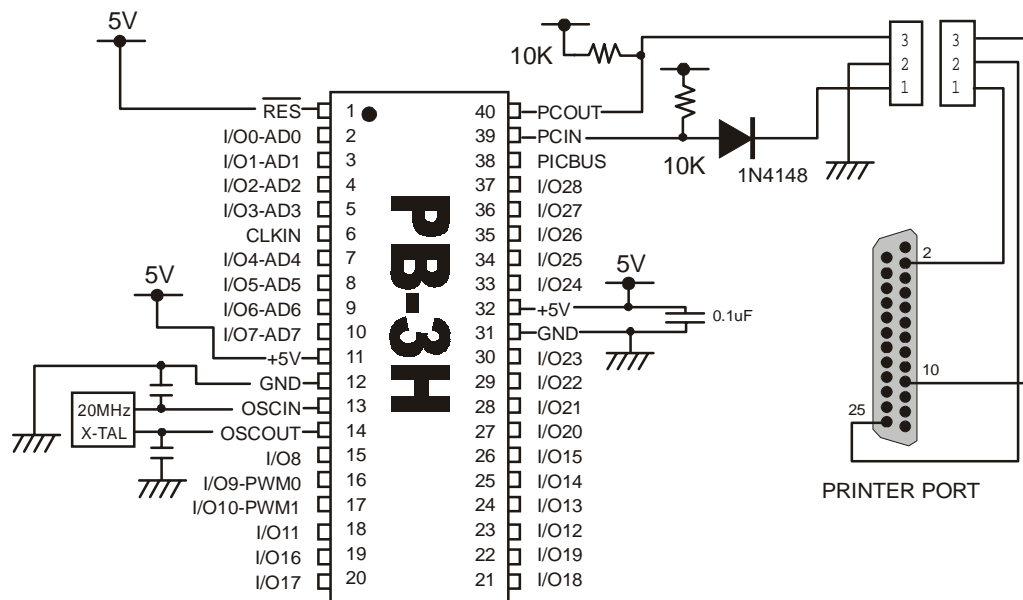 5V
RES
I/O0-AD0
I/O1-AD1
I/O2-AD2
I/O3-AD3
CLKIN
I/O4-AD4
I/O5-AD5
I/O6-AD6
I/O7-AD7
5V
+5V
GND
OSCIN
OSCOUT
20MHz
X-TAL
I/O8
I/O9-PWM0
I/O10-PWM1
I/O11
I/O16
I/O17
1
2
3
4
5
6
7
8
9
10
11
12
13
14
15
16
17
18
19
20
PB-3H
40
39
38
37
36
35
34
33
32
31
30
29
28
27
26
25
24
23
22
21
PCOUT
PCIN
PICBUS
I/O28
I/O27
I/O26
I/O25
I/O24
+5V
GND
I/O23
I/O22
I/O21
I/O20
I/O15
I/O14
I/O13
I/O12
I/O19
I/O18
10K
10K
1N4148
5V
0.1uF
3
2
1
3
2
1
2
10
25
PRINTER PORT